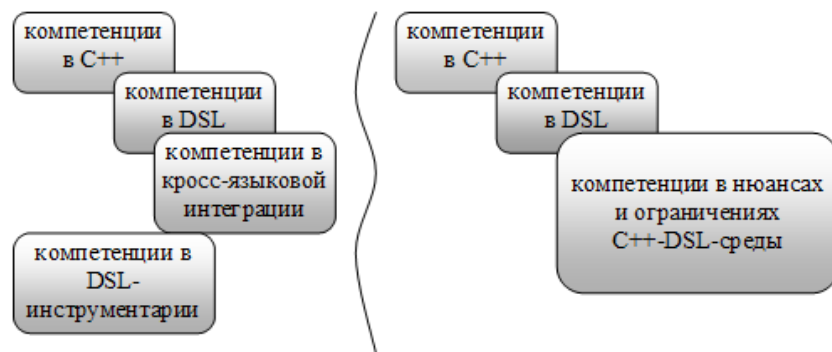 компетенции
в C++
компетенции
в DSL
компетенции в
кросс-языковой
интеграции
компетенции в
DSL-
инструментарии
компетенции
в C++
компетенции
в DSL
компетенции в нюансах
и ограничениях
C++-DSL-среды